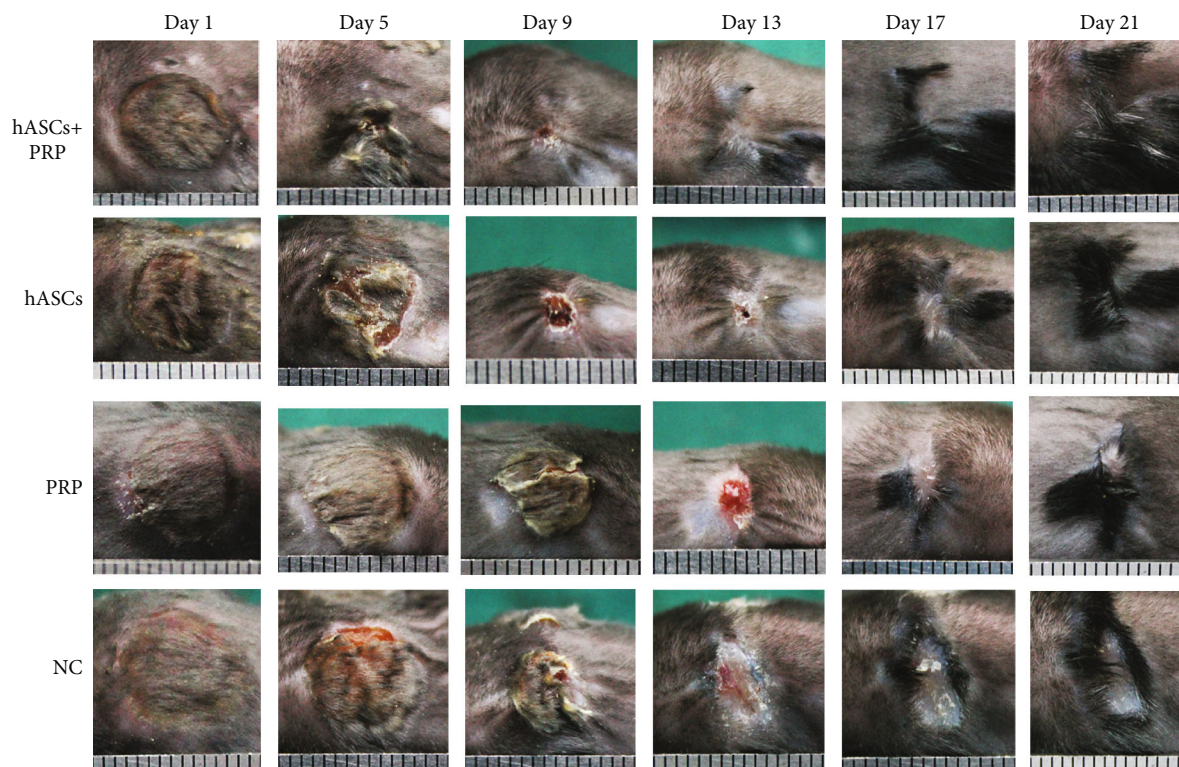 Day 1 Day 5 Day 9 Day 13 Day 17 Day 21
hASCs+
PRP
hASCs
PRP
NC